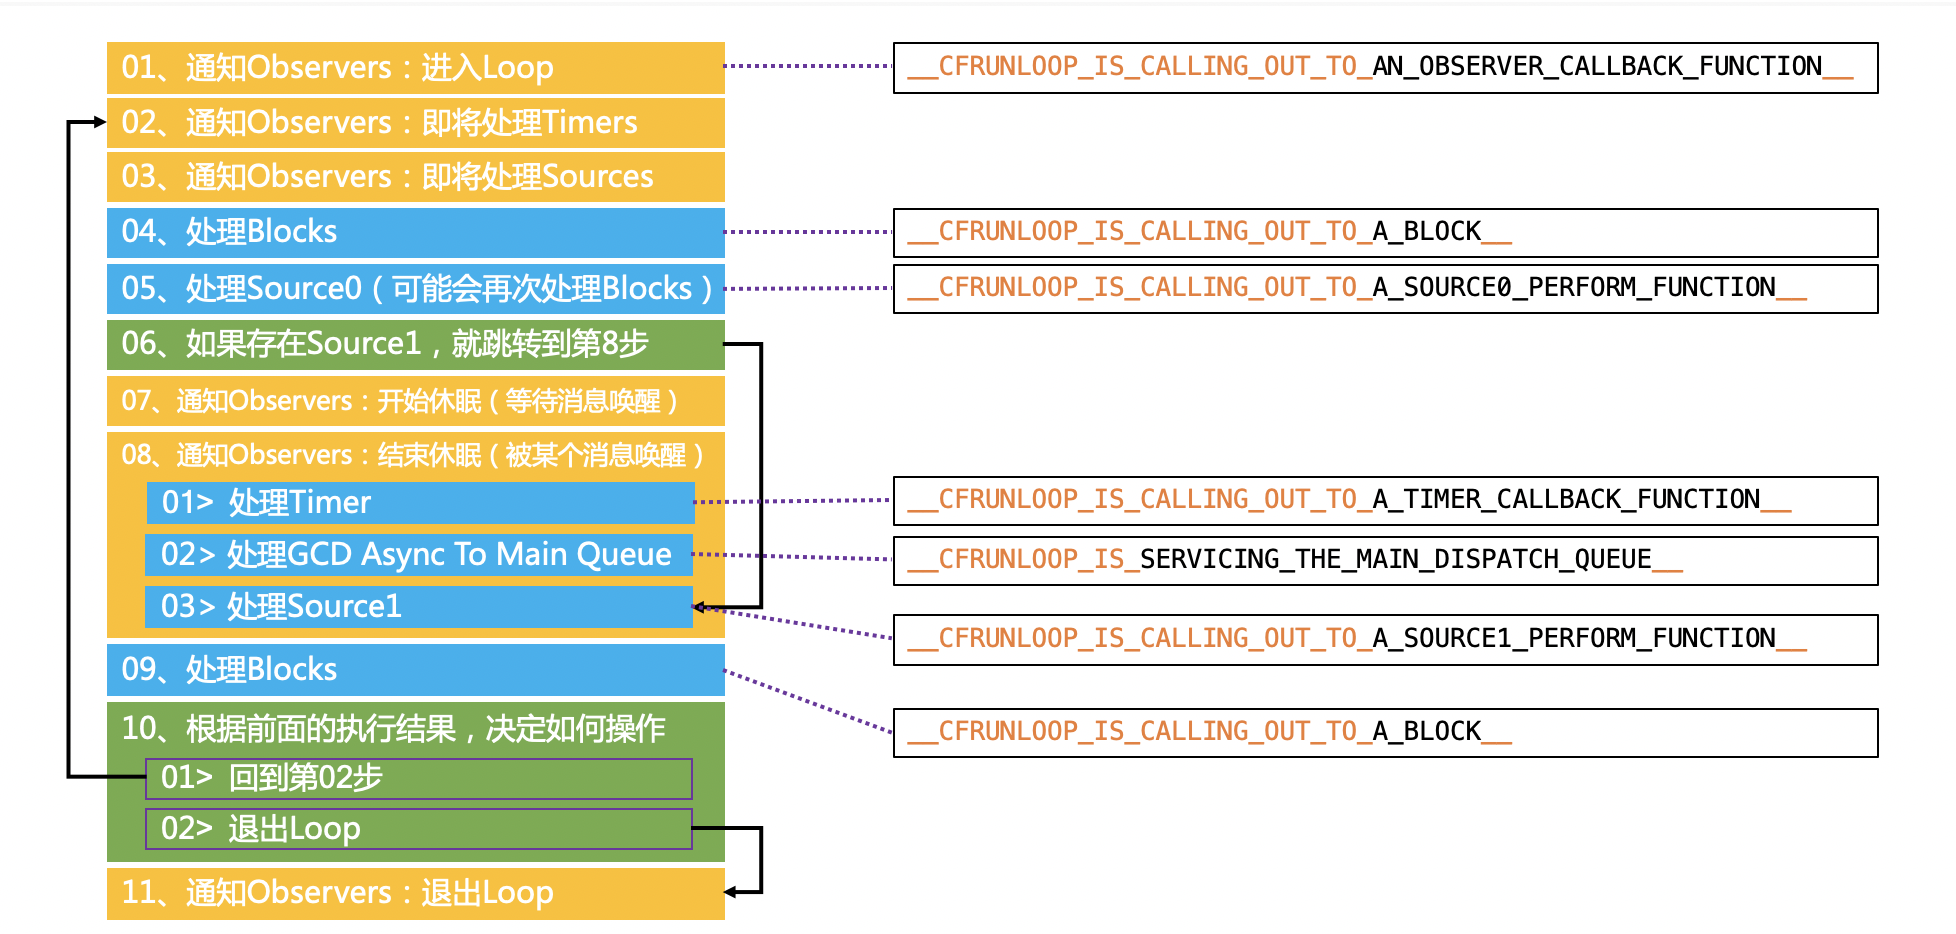 01、通知Observers：进入Loop
__CFRUNLOOP_IS_CALLING_OUT_TO_AN_OBSERVER_CALLBACK_FUNCTION__
02、通知Observers：即将处理Timers
03、通知Observers：即将处理Sources
04、处理Blocks
__CFRUNLOOP_IS_CALLING_OUT_TO_A_BLOCK__
05、处理Source0（可能会再次处理Blocks）
__CFRUNLOOP_IS_CALLING_OUT_TO_A_SOURCE0_PERFORM_FUNCTION__
06、如果存在Source1，就跳转到第8步
07、通知Observers：开始休眠（等待消息唤醒）
08、通知Observers：结束休眠（被某个消息唤醒）
01> 处理Timer
__CFRUNLOOP_IS_CALLING_OUT_TO_A_TIMER_CALLBACK_FUNCTION__
02> 处理GCD Async To Main Queue
__CFRUNLOOP_IS_SERVICING_THE_MAIN_DISPATCH_QUEUE__
03> 处理Source1
__CFRUNLOOP_IS_CALLING_OUT_TO_A_SOURCE1_PERFORM_FUNCTION__
09、处理Blocks
__CFRUNLOOP_IS_CALLING_OUT_TO_A_BLOCK__
10、根据前面的执行结果，决定如何操作
01> 回到第02步
02> 退出Loop
11、通知Observers：退出Loop